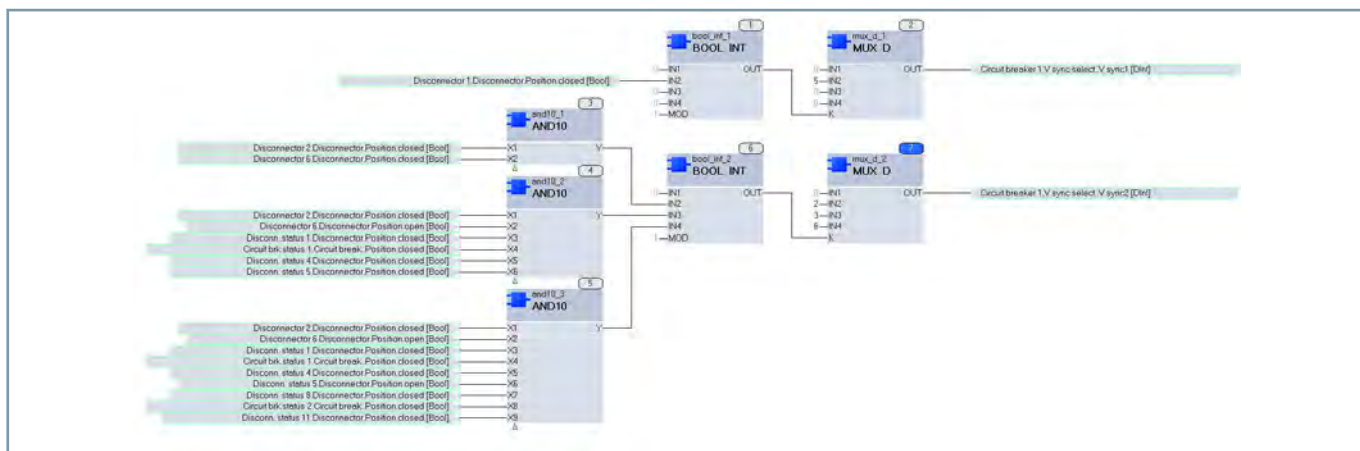 1
bool_int_1
BOOL_INT
IN1 OUT
IN2
IN3
IN4
MOD
2
mux_d_1
MUX_D
IN1 OUT
5 IN2
IN3
IN4
K
Circuit breaker 1.V sync select.V sync1 [DInt]
Disconnector 1.Disconnector.Position.closed [Bool]
3
and10_1
AND10
Disconnector 2.Disconnector.Position.closed [Bool] X1 Y
Disconnector 6.Disconnector.Position.closed [Bool] X2
4
and10_2
AND10
Disconnector 2.Disconnector.Position.closed [Bool] X1 Y
Disconnector 6.Disconnector.Position.open [Bool] X2
Disconn. status 1.Disconnector.Position.closed [Bool] X3
Circuit brk.status 1.Circuit break..Position.closed [Bool] X4
Disconn. status 4.Disconnector.Position.closed [Bool] X5
Disconn. status 5.Disconnector.Position.closed [Bool] X6
5
and10_3
AND10
Disconnector 2.Disconnector.Position.closed [Bool] X1 Y
Disconnector 6.Disconnector.Position.open [Bool] X2
Disconn. status 1.Disconnector.Position.closed [Bool] X3
Circuit brk.status 1.Circuit break..Position.closed [Bool] X4
Disconn. status 4.Disconnector.Position.closed [Bool] X5
Disconn. status 5.Disconnector.Position.open [Bool] X6
Disconn. status 8.Disconnector.Position.closed [Bool] X7
Circuit brk.status 2.Circuit break..Position.closed [Bool] X8
Disconn. status 11.Disconnector.Position.closed [Bool] X9
6
bool_int_2
BOOL_INT
IN1 OUT
IN2
IN3
IN4
MOD
7
mux_d_2
MUX_D
IN1 OUT
2 IN2
3 IN3
IN4
K
Circuit breaker 1.V sync select.V sync2 [DInt]